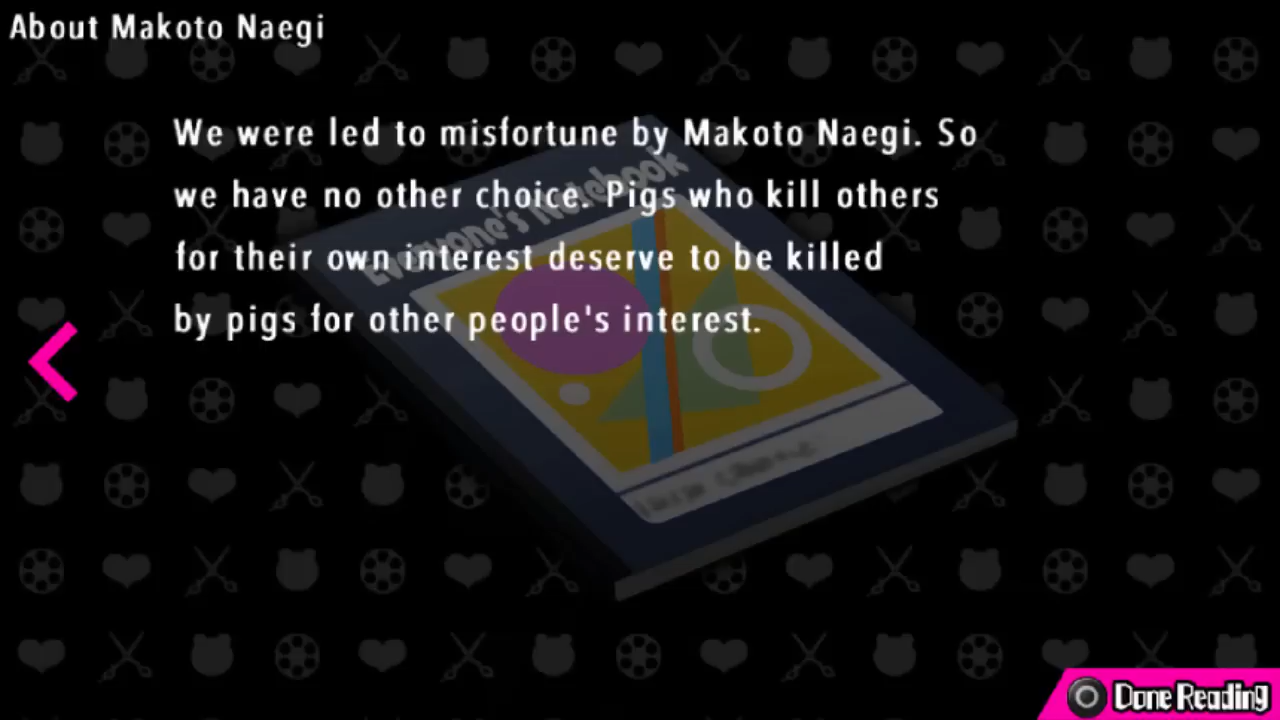 About Makoto Naegi
We were led to misfortune by Makoto Naegi. So
we have no other choice. Pigs who kill others
for their own interest deserve to be killed
by pigs for other people's interest.
Everyone's Notebook
Done Reading